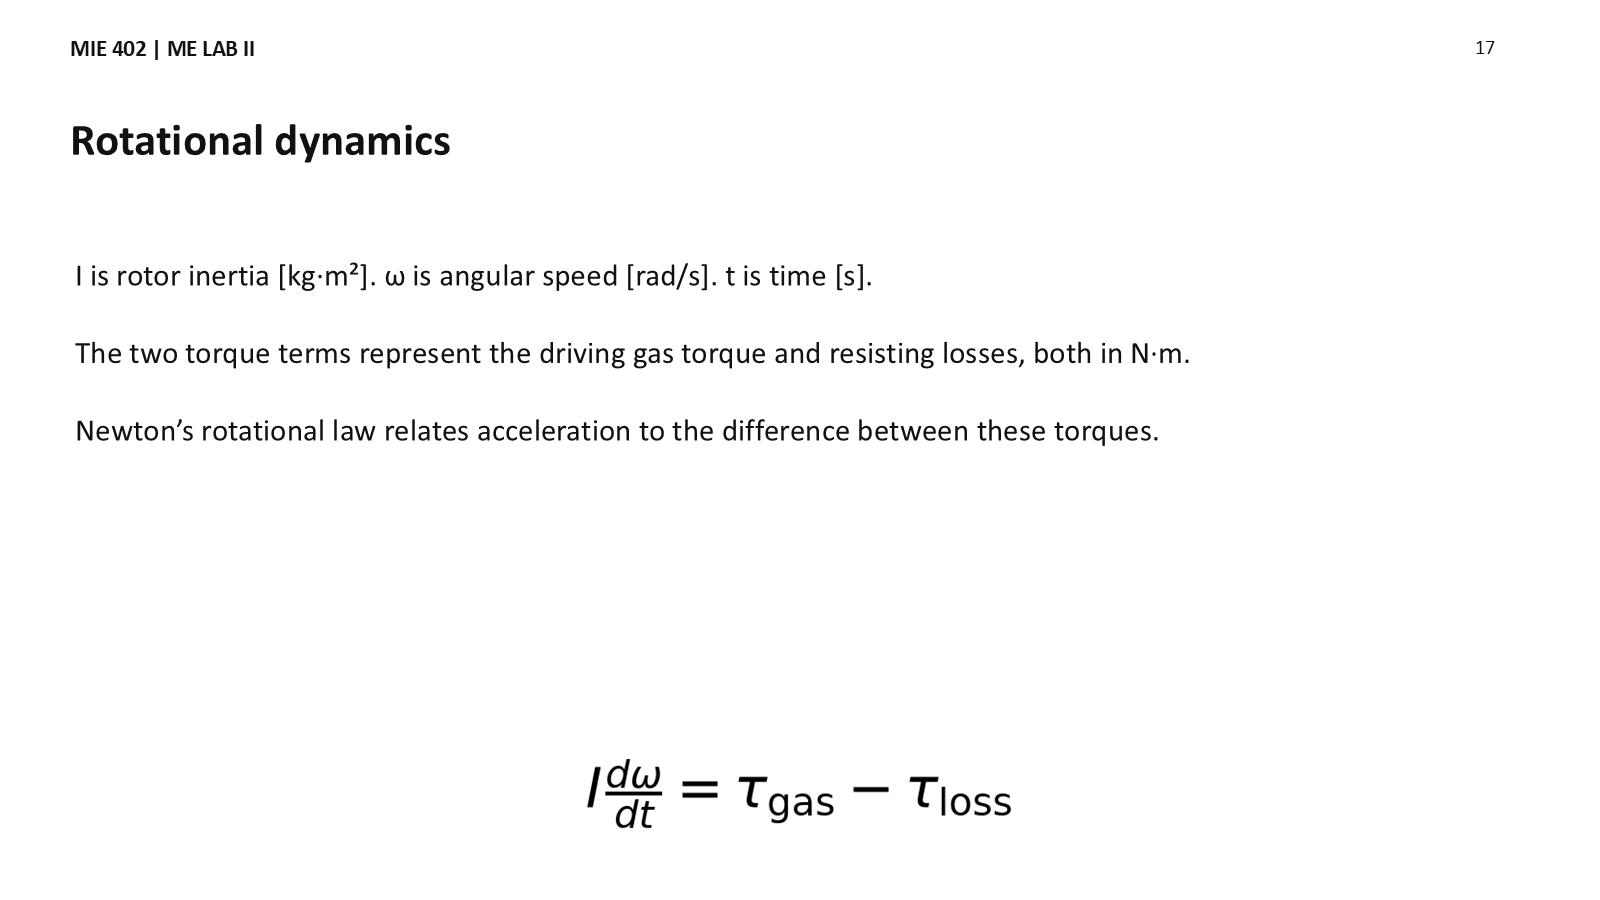 MIE 402 | ME LAB II
17
Rotational dynamics
I is rotor inertia [kg·m²]. ω is angular speed [rad/s]. t is time [s].
The two torque terms represent the driving gas torque and resisting losses, both in N·m.
Newton’s rotational law relates acceleration to the difference between these torques.
I dω/dt = τ_gas − τ_loss